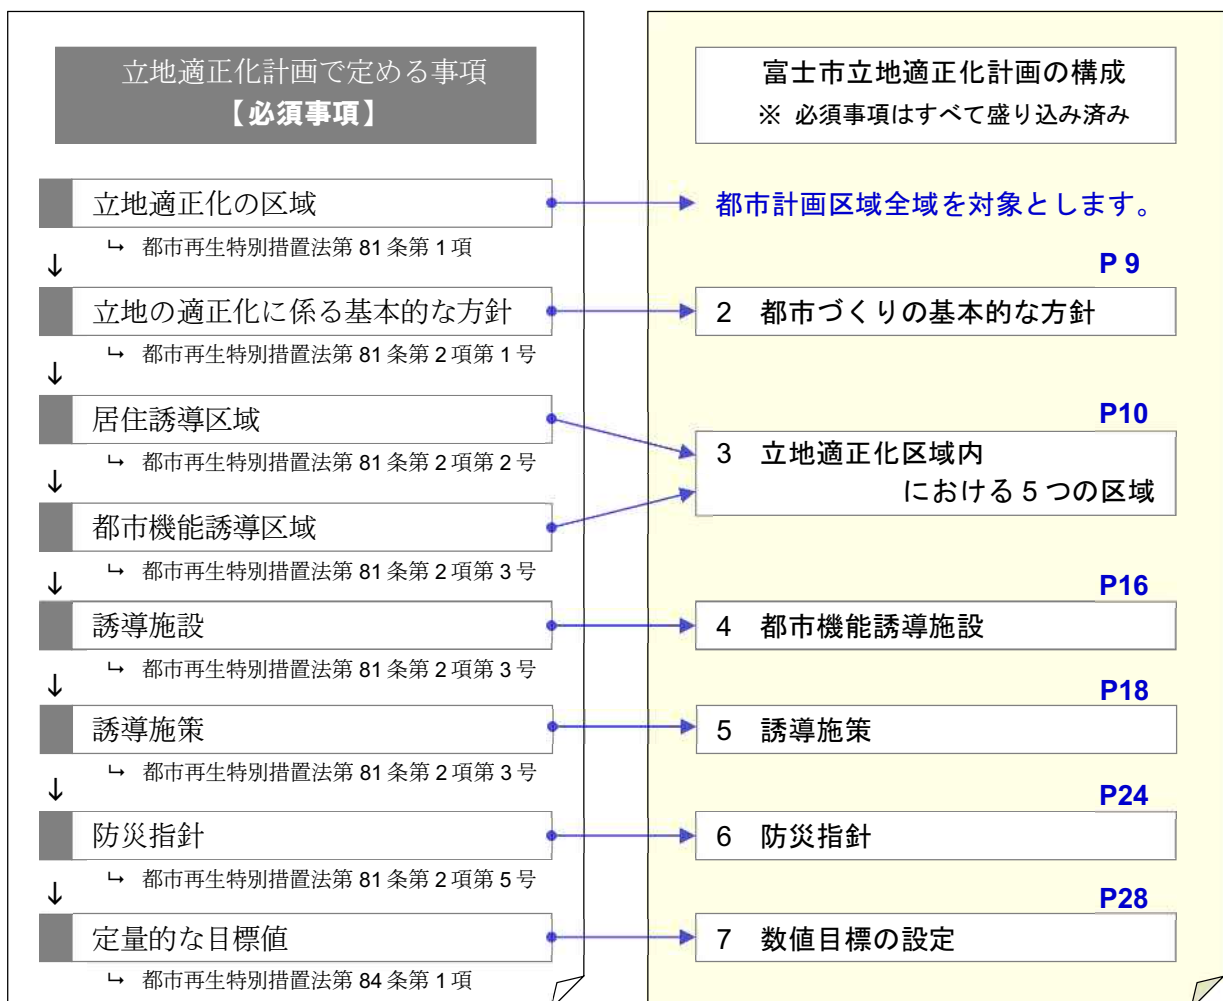 立地適正化計画で定める事項
【必須事項】
立地適正化の区域
↳ 都市再生特別措置法第 81 条第 1 項
↓
立地の適正化に係る基本的な方針
↳ 都市再生特別措置法第 81 条第 2 項第 1 号
↓
居住誘導区域
↳ 都市再生特別措置法第 81 条第 2 項第 2 号
↓
都市機能誘導区域
↳ 都市再生特別措置法第 81 条第 2 項第 3 号
↓
誘導施設
↳ 都市再生特別措置法第 81 条第 2 項第 3 号
↓
誘導施策
↳ 都市再生特別措置法第 81 条第 2 項第 3 号
↓
防災指針
↳ 都市再生特別措置法第 81 条第 2 項第 5 号
↓
定量的な目標値
↳ 都市再生特別措置法第 84 条第 1 項
富士市立地適正化計画の構成
※ 必須事項はすべて盛り込み済み
都市計画区域全域を対象とします。
P 9
2 都市づくりの基本的な方針
P10
3 立地適正化区域内
における 5 つの区域
P16
4 都市機能誘導施設
P18
5 誘導施策
P24
6 防災指針
P28
7 数値目標の設定